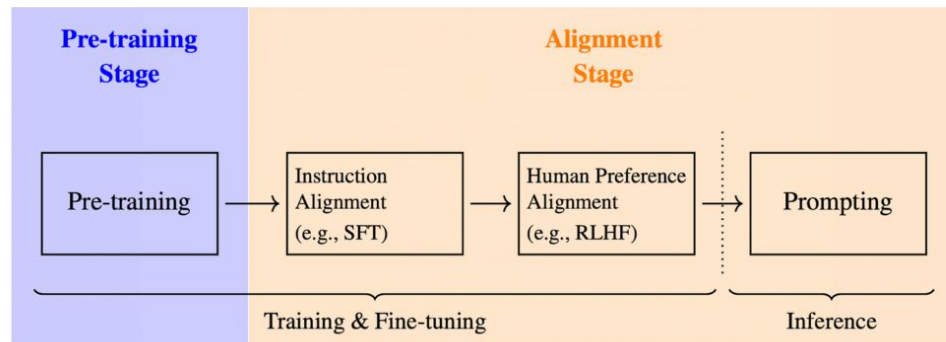 Pre-training
Stage
Alignment
Stage
Pre-training
Instruction
Alignment
(e.g., SFT)
Human Preference
Alignment
(e.g., RLHF)
Prompting
Training & Fine-tuning
Inference